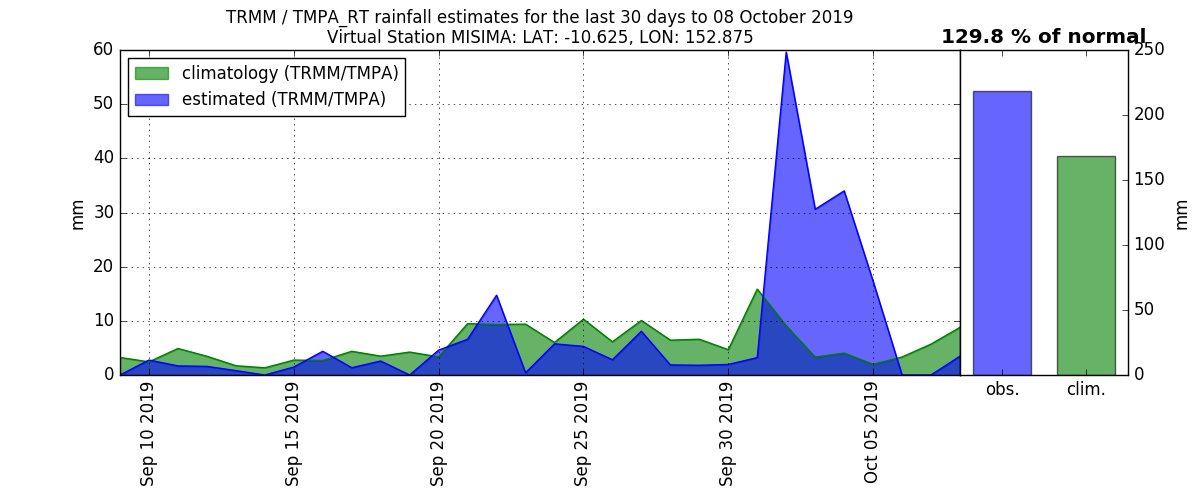 TRMM / TMPA_RT rainfall estimates for the last 30 days to 08 October 2019
Virtual Station MISIMA: LAT: -10.625, LON: 152.875
129.8 % of normal
climatology (TRMM/TMPA)
estimated (TRMM/TMPA)
60
50
40
30
20
10
0
mm
Sep 10 2019
Sep 15 2019
Sep 20 2019
Sep 25 2019
Sep 30 2019
Oct 05 2019
obs.
clim.
250
200
150
100
50
0
mm